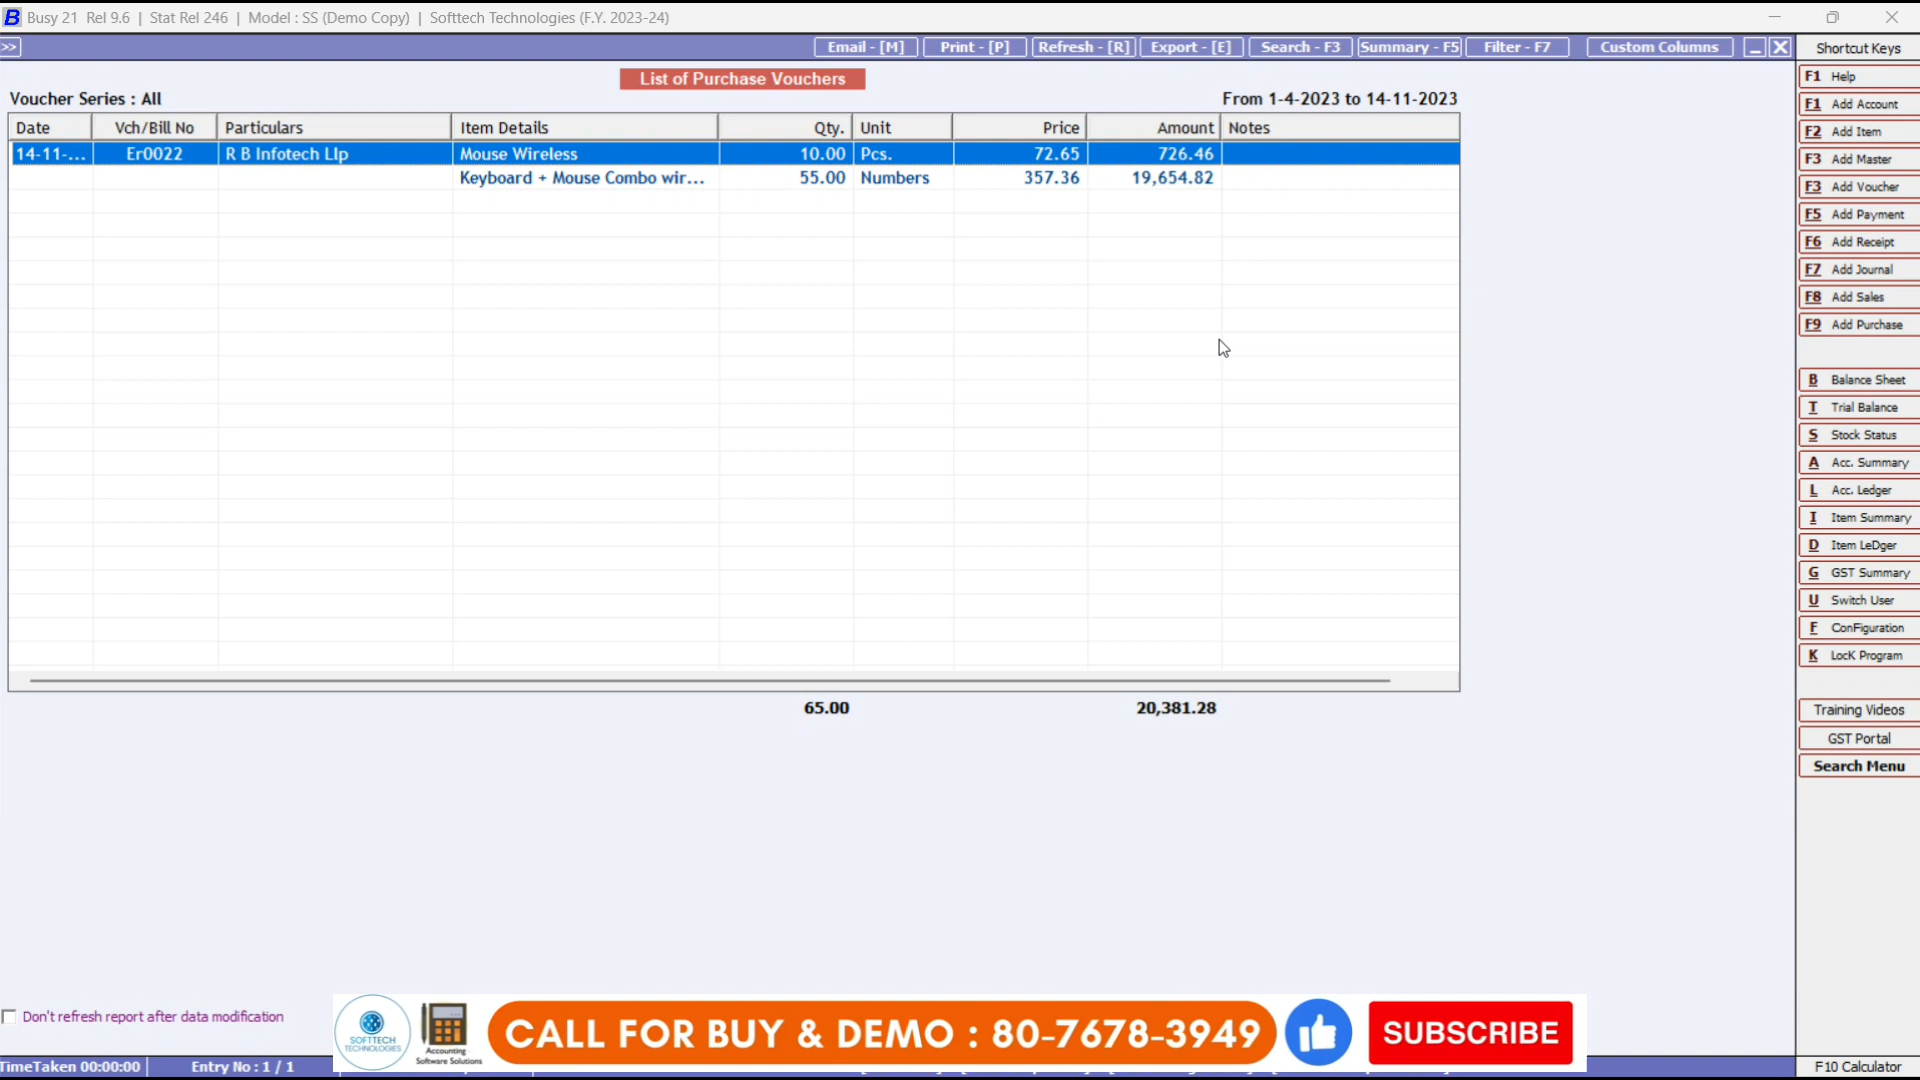 Busy 21 Rel 9.6 | Stat Rel 246 | Model : SS (Demo Copy) | Softtech Technologies (F.Y. 2023-24)
>> Email - [M] Print - [P] Refresh - [R] Export - [E] Search - F3 Summary - F5 Filter - F7 Custom Columns
List of Purchase Vouchers
Voucher Series : All From 1-4-2023 to 14-11-2023
Date Vch/Bill No Particulars Item Details Qty. Unit Price Amount Notes
14-11-... Er0022 R B Infotech Llp Mouse Wireless 10.00 Pcs. 72.65 726.46
Keyboard + Mouse Combo wir... 55.00 Numbers 357.36 19,654.82
65.00 20,381.28
Shortcut Keys
F1 Help
F1 Add Account
F2 Add Item
F3 Add Master
F3 Add Voucher
F5 Add Payment
F6 Add Receipt
F7 Add Journal
F8 Add Sales
F9 Add Purchase
B Balance Sheet
T Trial Balance
S Stock Status
A Acc. Summary
L Acc. Ledger
I Item Summary
D Item LeDger
G GST Summary
U Switch User
F ConFiguration
K LocK Program
Training Videos
GST Portal
Search Menu
Don't refresh report after data modification
SOFTTECH
TECHNOLOGIES
Accounting
Software Solutions
CALL FOR BUY & DEMO : 80-7678-3949
SUBSCRIBE
TimeTaken 00:00:00 Entry No : 1 / 1
F10 Calculator